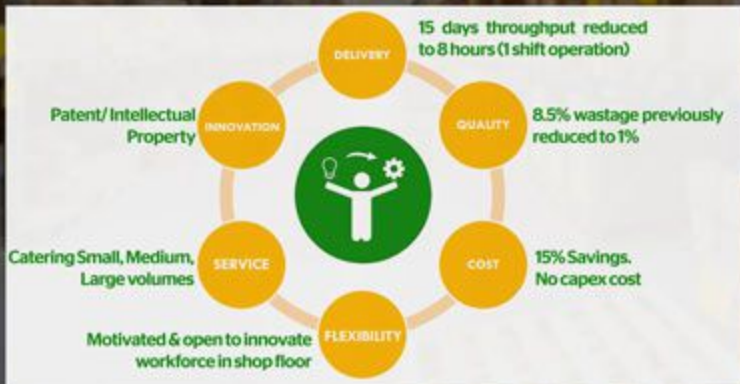 DELIVERY
15 days throughput reduced
to 8 hours (1 shift operation)
QUALITY
8.5% wastage previously
reduced to 1%
COST
15% Savings.
No capex cost
FLEXIBILITY
Motivated & open to innovate
workforce in shop floor
SERVICE
Catering Small, Medium,
Large volumes
INNOVATION
Patent/ Intellectual
Property